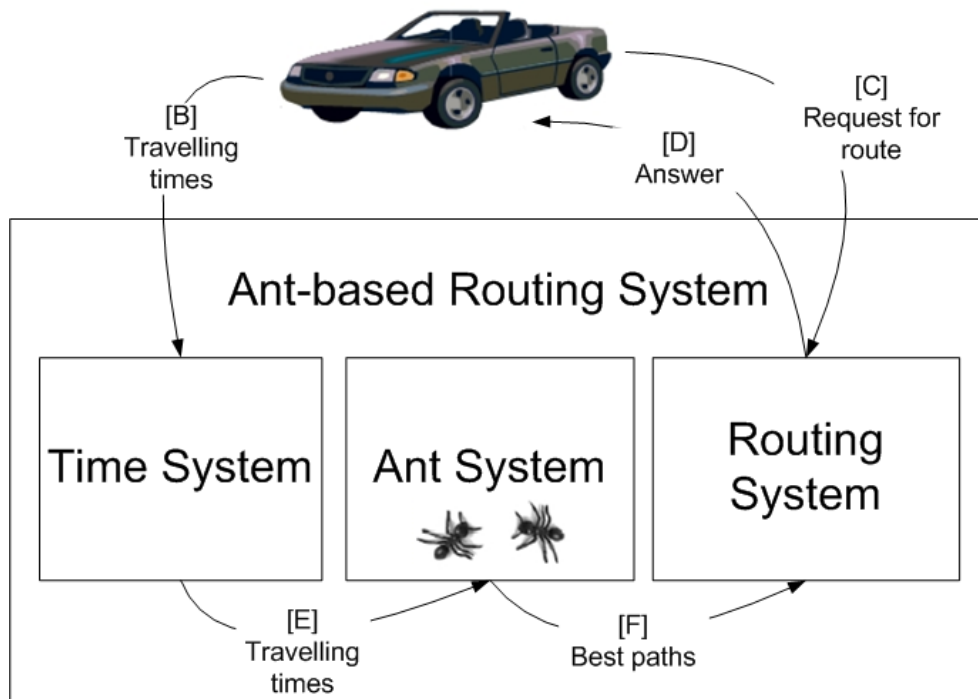 [B]
Travelling
times
[C]
Request for
route
[D]
Answer
Ant-based Routing System
Time System
Ant System
Routing
System
[E]
Travelling
times
[F]
Best paths